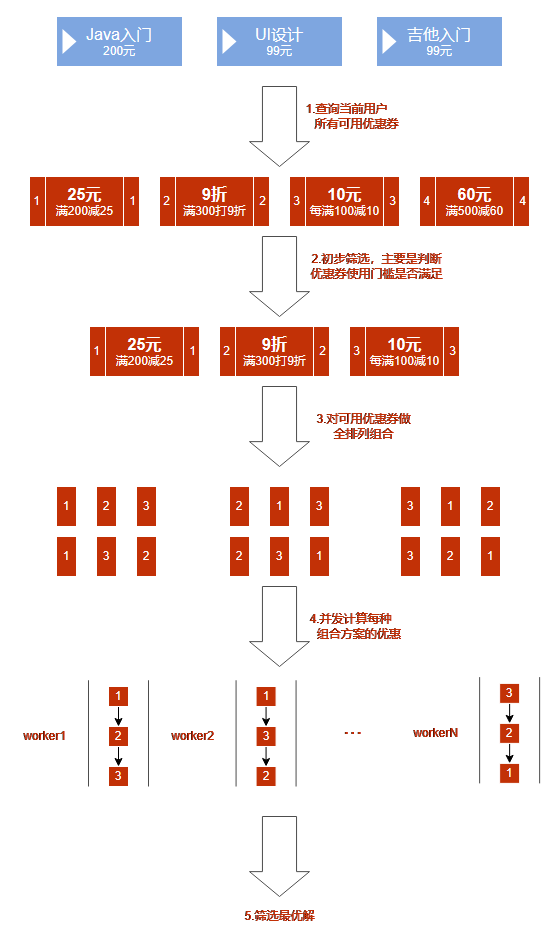 Java入门
200元
UI设计
99元
吉他入门
99元
1.查询当前用户
所有可用优惠券
1
25元
满200减25
1
2
9折
满300打9折
2
3
10元
每满100减10
3
4
60元
满500减60
4
2.初步筛选，主要是判断
优惠券使用门槛是否满足
1
25元
满200减25
1
2
9折
满300打9折
2
3
10元
每满100减10
3
3.对可用优惠券做
全排列组合
1 2 3
2 1 3
3 1 2
1 3 2
2 3 1
3 2 1
4.并发计算每种
组合方案的优惠
worker1
1
2
3
worker2
1
3
2
...
workerN
3
2
1
5.筛选最优解